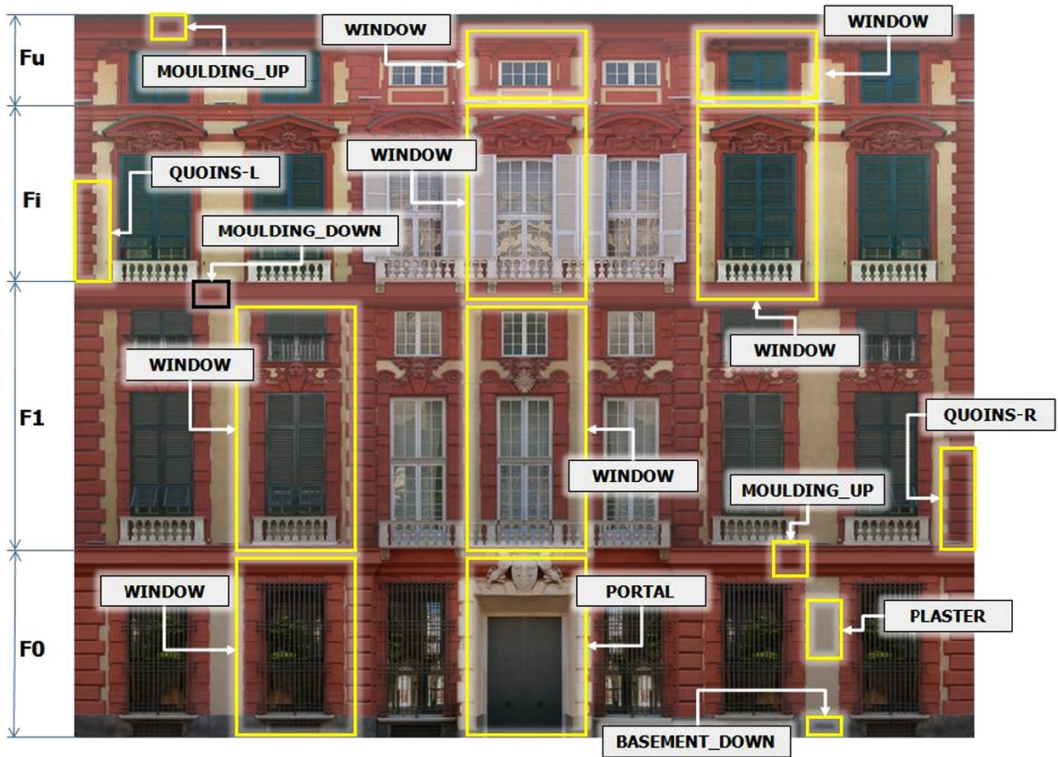 Fu
WINDOW
WINDOW
MOULDING_UP
WINDOW
Fi
QUOINS-L
MOULDING_DOWN
WINDOW
WINDOW
F1
QUOINS-R
WINDOW
MOULDING_UP
WINDOW
PORTAL
PLASTER
F0
BASEMENT_DOWN